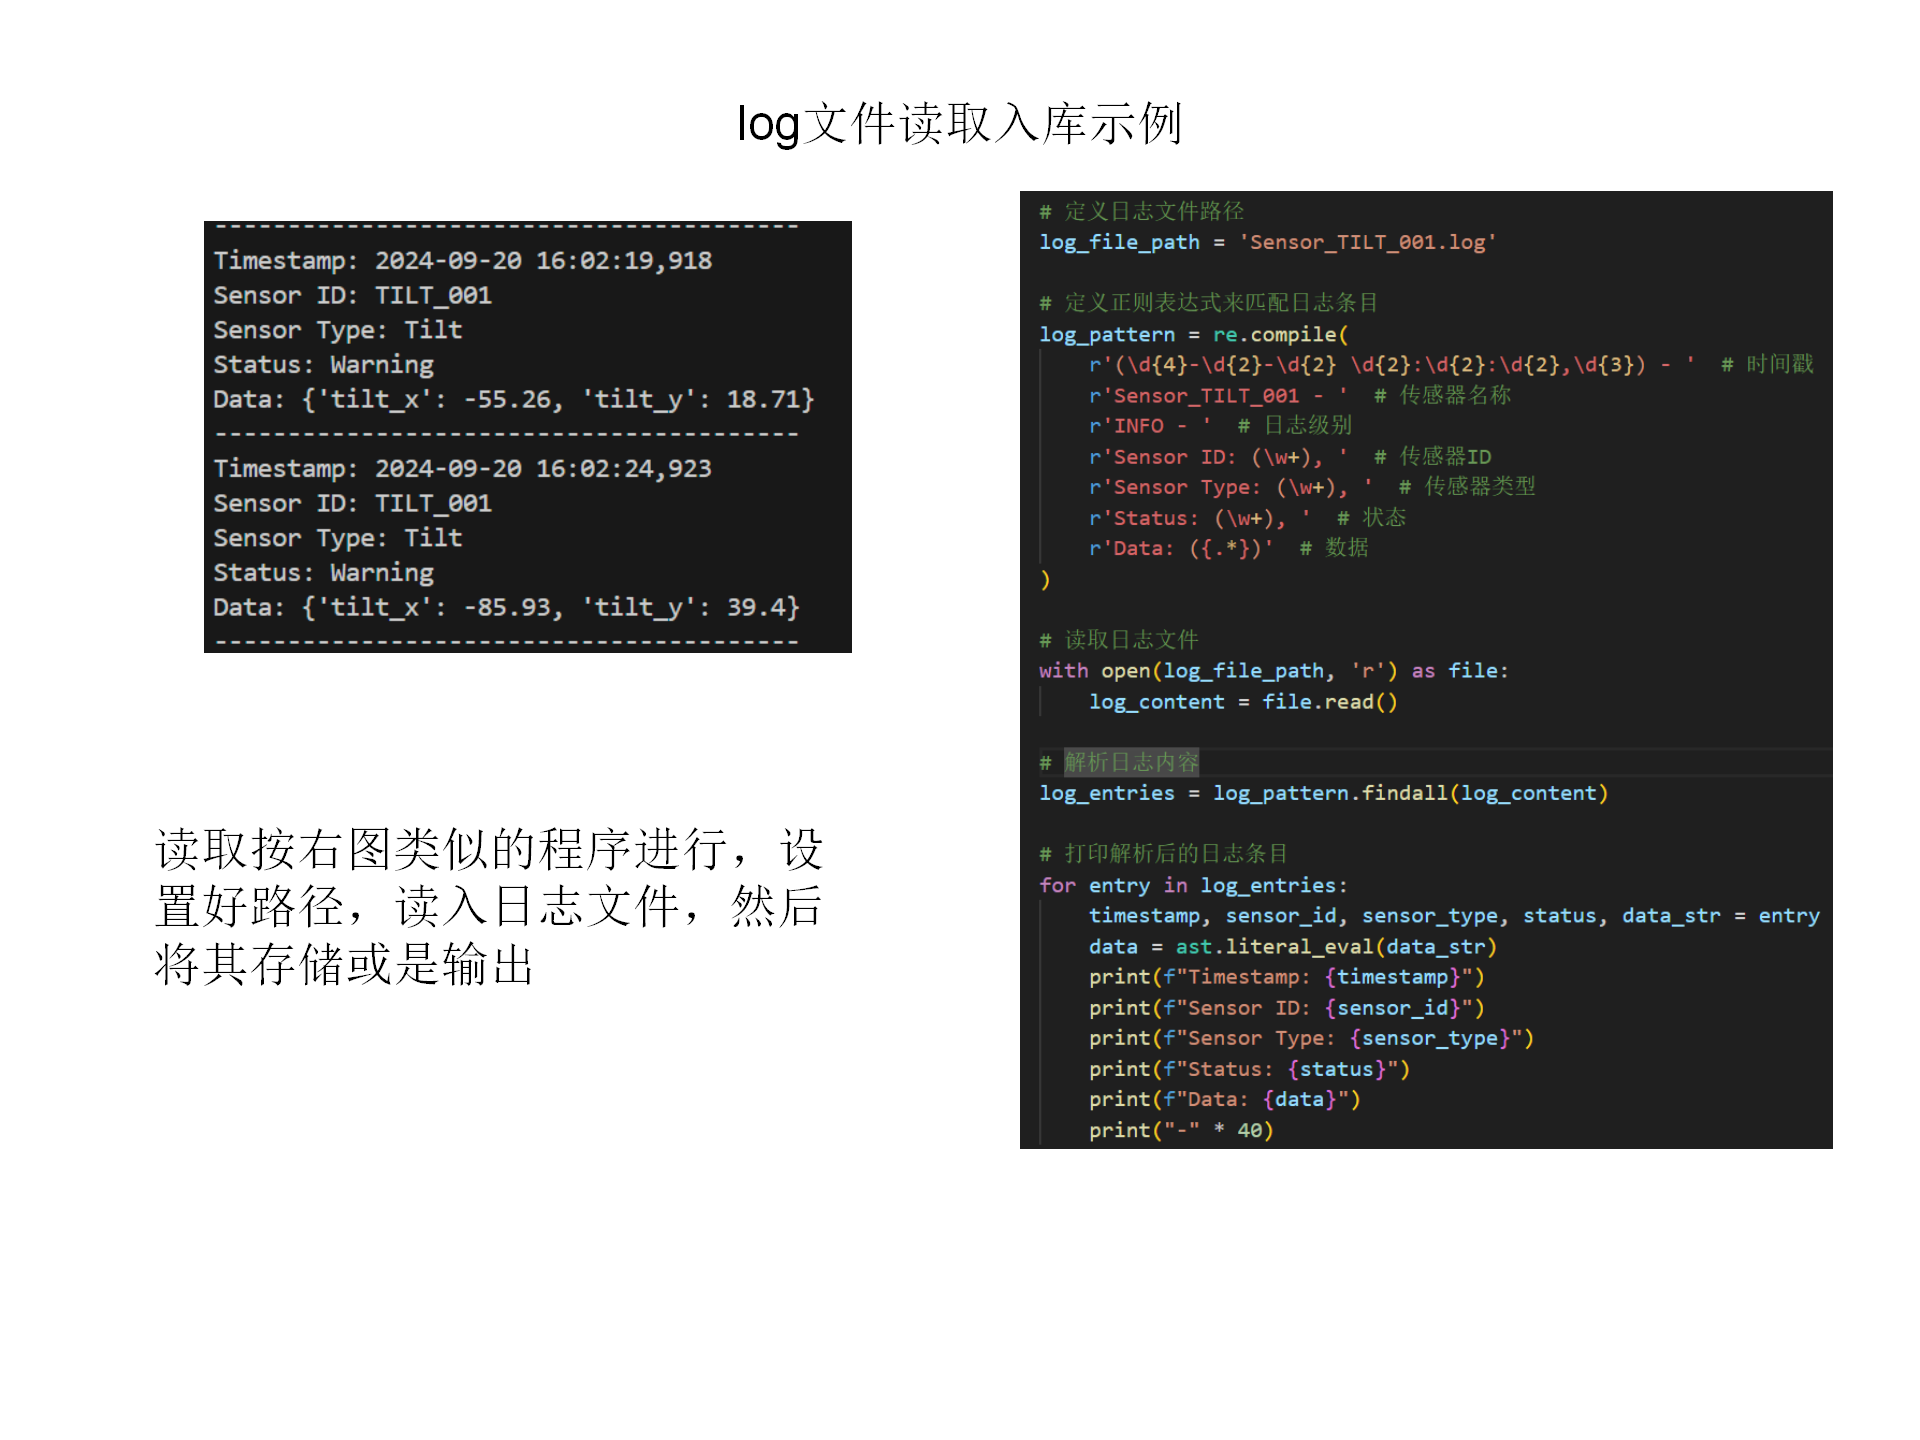 log文件读取入库示例
----------------------------------------
Timestamp: 2024-09-20 16:02:19,918
Sensor ID: TILT_001
Sensor Type: Tilt
Status: Warning
Data: {'tilt_x': -55.26, 'tilt_y': 18.71}
----------------------------------------
Timestamp: 2024-09-20 16:02:24,923
Sensor ID: TILT_001
Sensor Type: Tilt
Status: Warning
Data: {'tilt_x': -85.93, 'tilt_y': 39.4}
----------------------------------------
读取按右图类似的程序进行，设
置好路径，读入日志文件，然后
将其存储或是输出
# 定义日志文件路径
log_file_path = 'Sensor_TILT_001.log'
# 定义正则表达式来匹配日志条目
log_pattern = re.compile(
    r'(\d{4}-\d{2}-\d{2} \d{2}:\d{2}:\d{2},\d{3}) - '  # 时间戳
    r'Sensor_TILT_001 - '  # 传感器名称
    r'INFO - '  # 日志级别
    r'Sensor ID: (\w+), '  # 传感器ID
    r'Sensor Type: (\w+), '  # 传感器类型
    r'Status: (\w+), '  # 状态
    r'Data: ({.*})'  # 数据
)
# 读取日志文件
with open(log_file_path, 'r') as file:
    log_content = file.read()
# 解析日志内容
log_entries = log_pattern.findall(log_content)
# 打印解析后的日志条目
for entry in log_entries:
    timestamp, sensor_id, sensor_type, status, data_str = entry
    data = ast.literal_eval(data_str)
    print(f"Timestamp: {timestamp}")
    print(f"Sensor ID: {sensor_id}")
    print(f"Sensor Type: {sensor_type}")
    print(f"Status: {status}")
    print(f"Data: {data}")
    print("-" * 40)